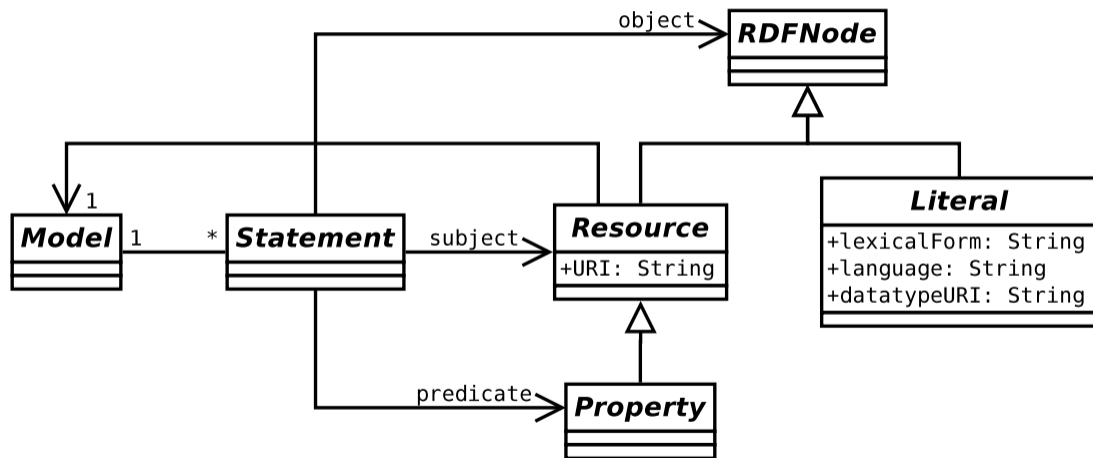 object
RDFNode
1
Model
1
*
Statement
subject
Resource
+URI: String
Literal
+lexicalForm: String
+language: String
+datatypeURI: String
predicate
Property